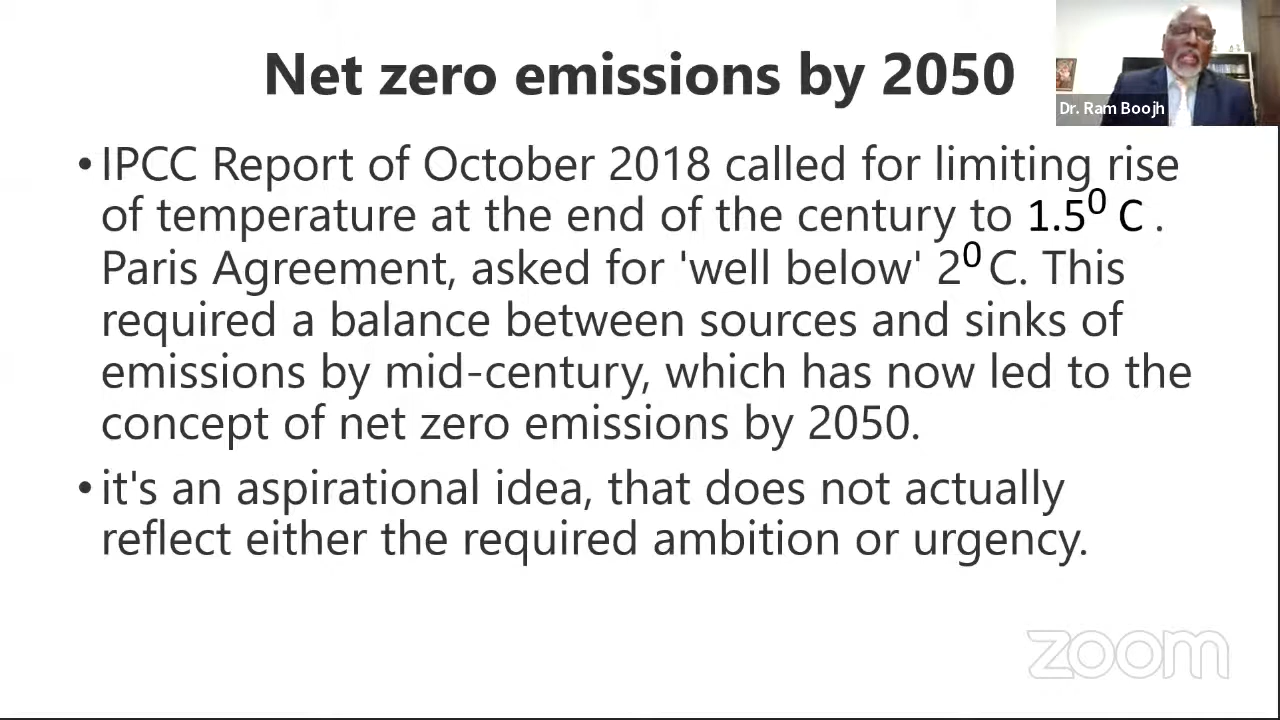 Net zero emissions by 2050
Dr. Ram Boojh
•IPCC Report of October 2018 called for limiting rise
of temperature at the end of the century to 1.5⁰ C .
Paris Agreement, asked for 'well below' 2⁰ C. This
required a balance between sources and sinks of
emissions by mid-century, which has now led to the
concept of net zero emissions by 2050.
•it's an aspirational idea, that does not actually
reflect either the required ambition or urgency.
zoom